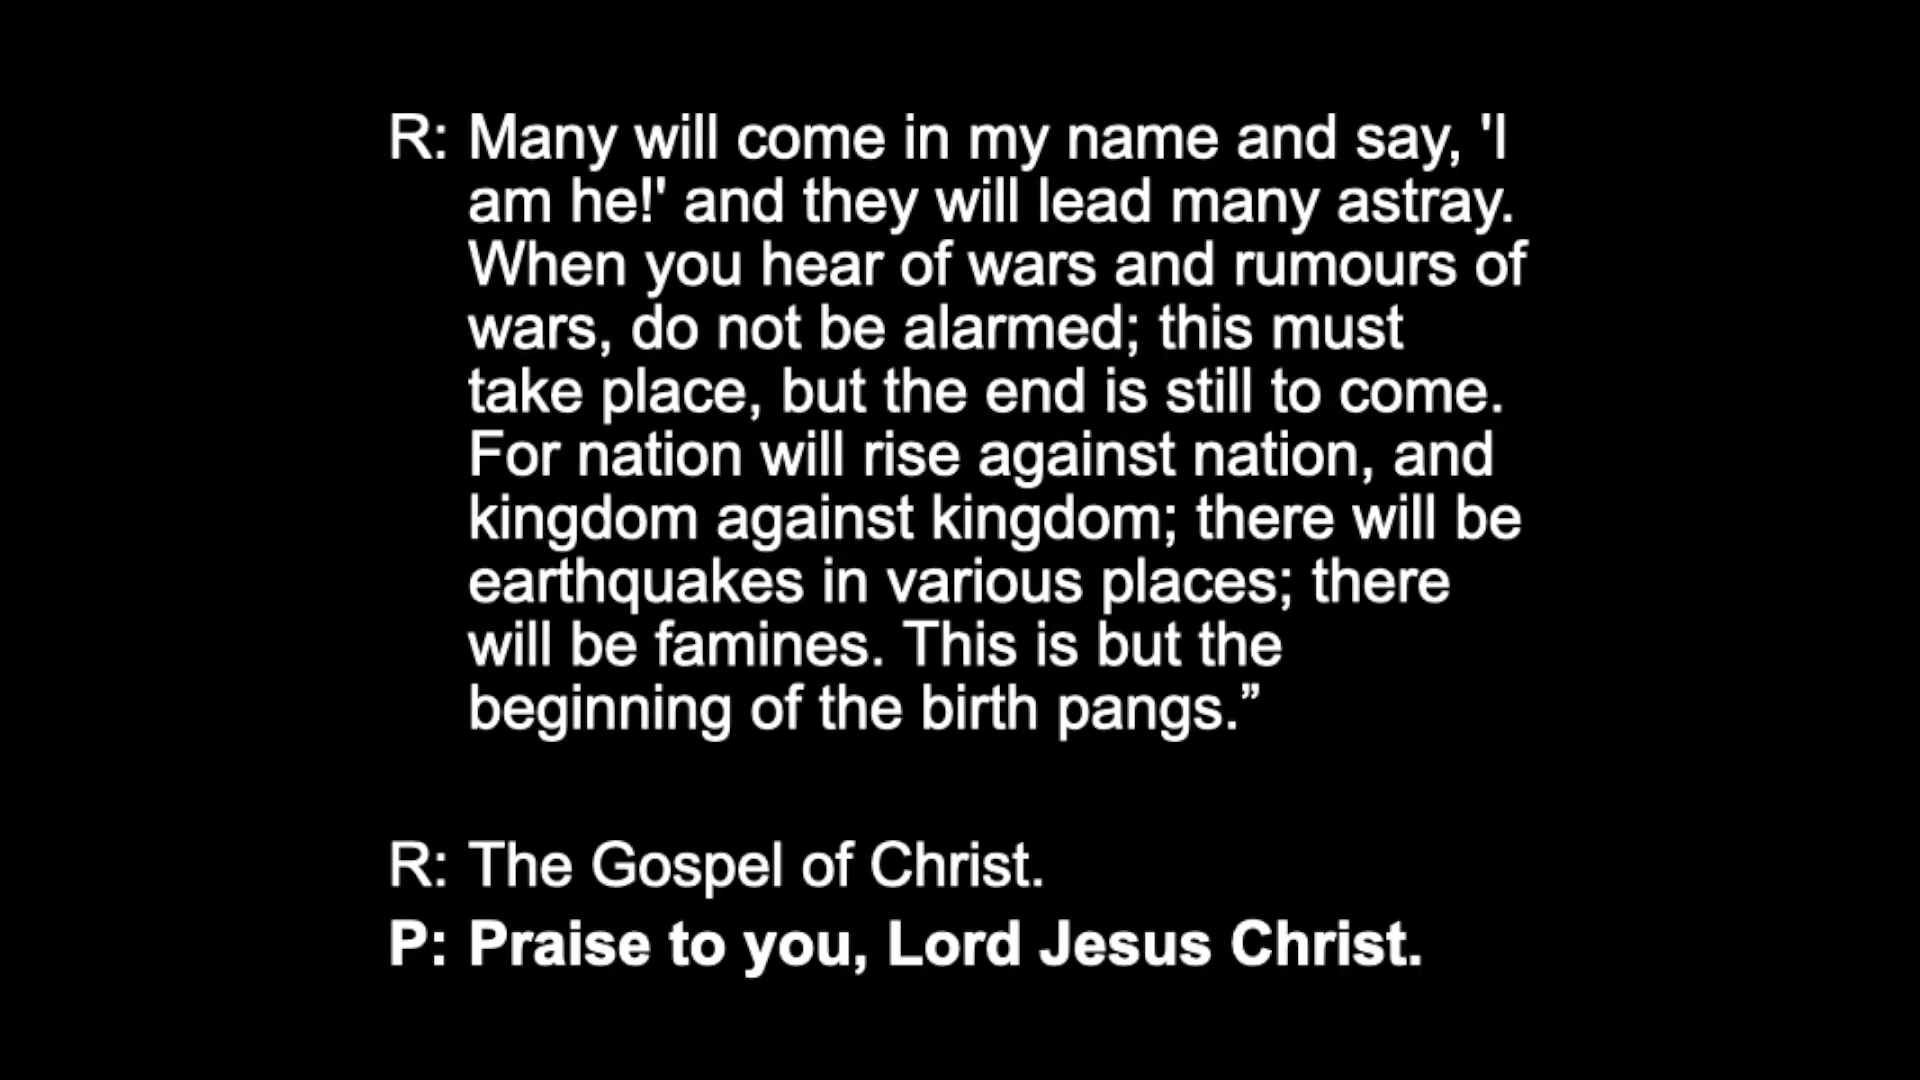 R: Many will come in my name and say, 'I
am he!' and they will lead many astray.
When you hear of wars and rumours of
wars, do not be alarmed; this must
take place, but the end is still to come.
For nation will rise against nation, and
kingdom against kingdom; there will be
earthquakes in various places; there
will be famines. This is but the
beginning of the birth pangs.”
R: The Gospel of Christ.
P: Praise to you, Lord Jesus Christ.